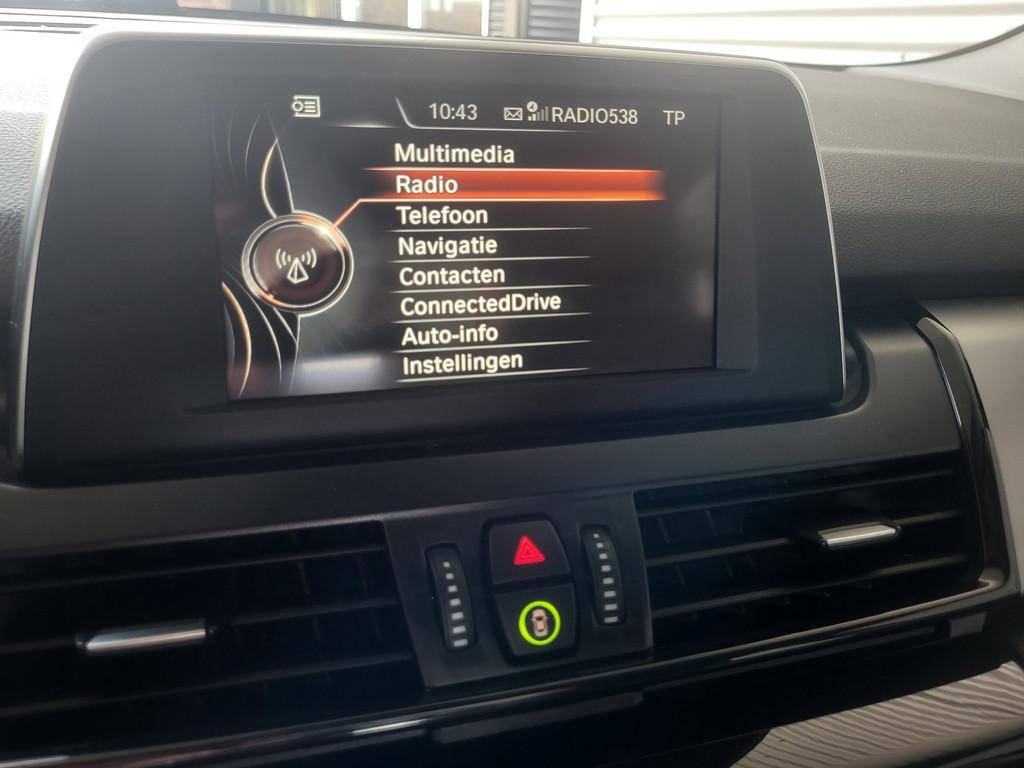 10:43 RADIO538 TP
Multimedia
Radio
Telefoon
Navigatie
Contacten
ConnectedDrive
Auto-info
Instellingen